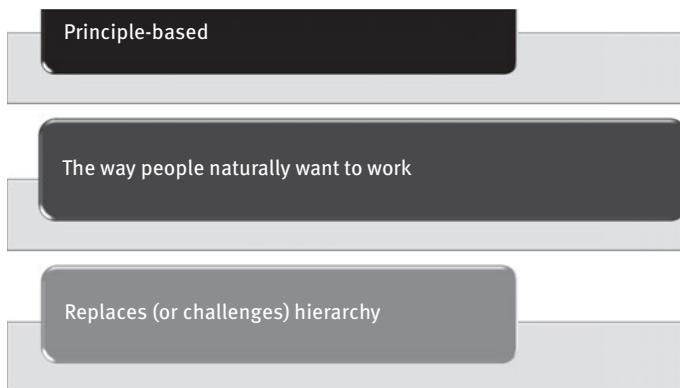 Principle-based
The way people naturally want to work
Replaces (or challenges) hierarchy